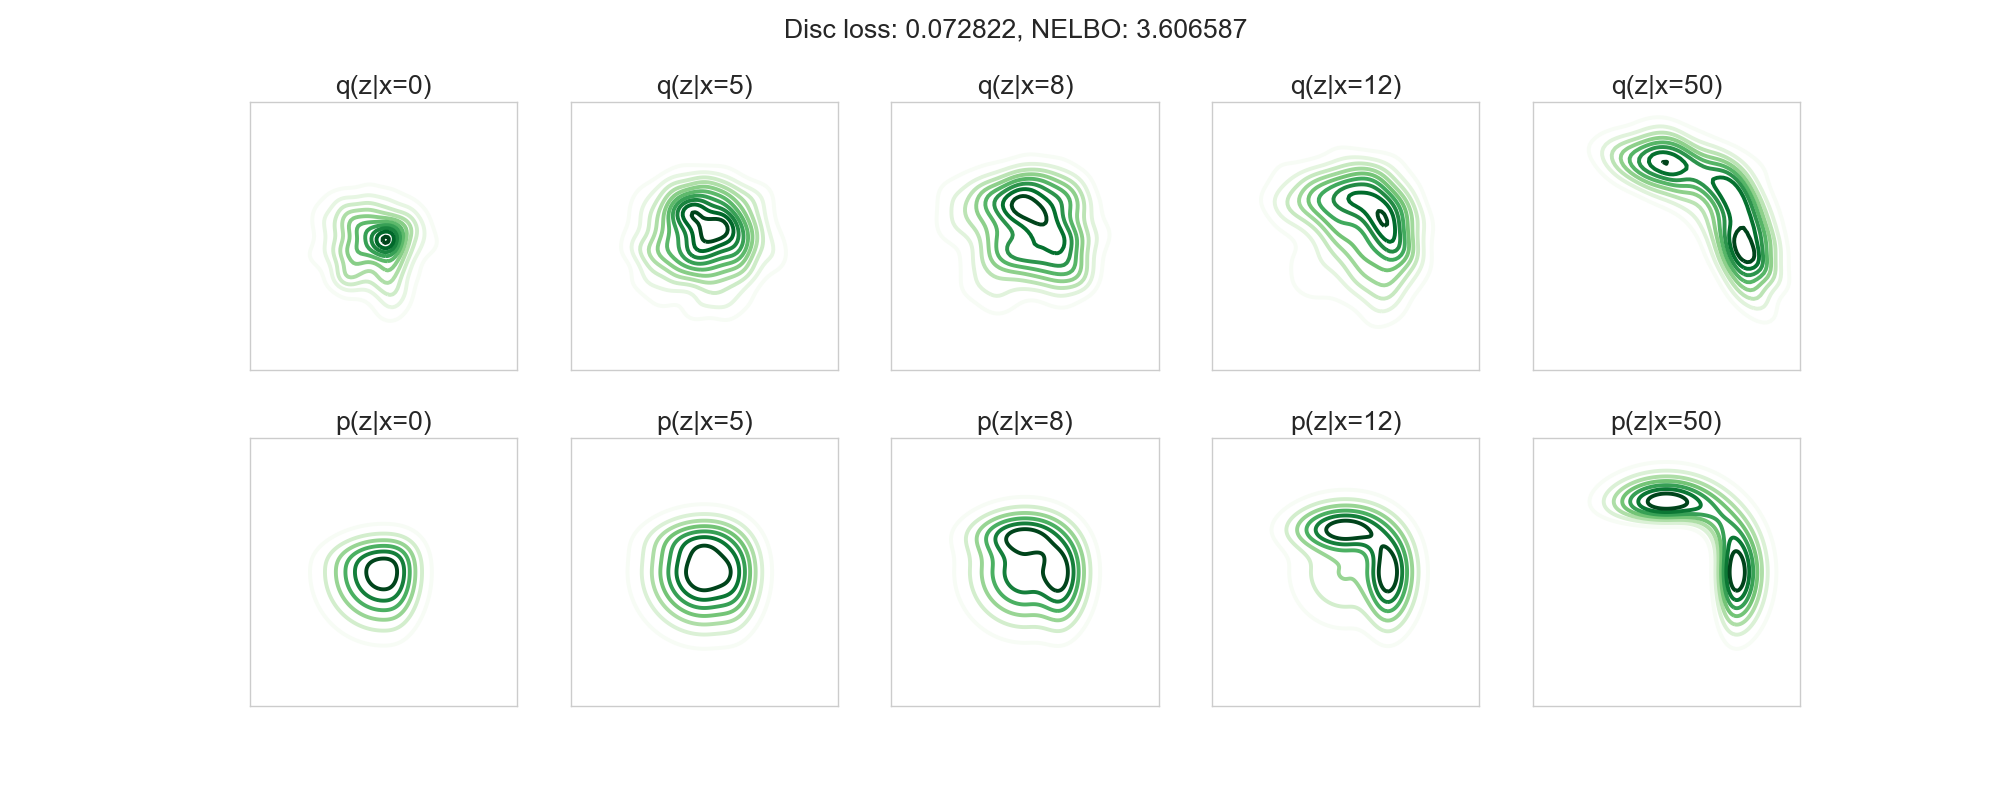 Disc loss: 0.072822, NELBO: 3.606587
q(z|x=0) q(z|x=5) q(z|x=8) q(z|x=12) q(z|x=50)
p(z|x=0) p(z|x=5) p(z|x=8) p(z|x=12) p(z|x=50)